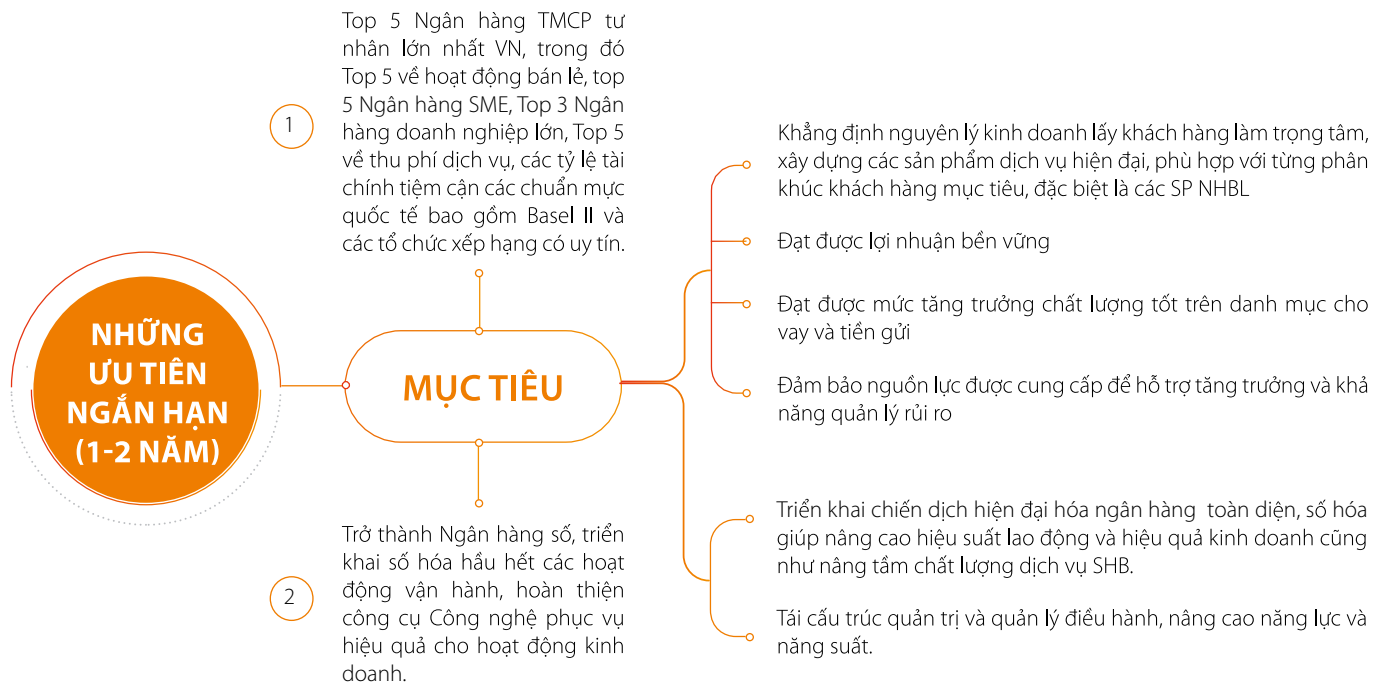 NHỮNG
ƯU TIÊN
NGẮN HẠN
(1-2 NĂM)
MỤC TIÊU
1
Top 5 Ngân hàng TMCP tư
nhân lớn nhất VN, trong đó
Top 5 về hoạt động bán lẻ, top
5 Ngân hàng SME, Top 3 Ngân
hàng doanh nghiệp lớn, Top 5
về thu phí dịch vụ, các tỷ lệ tài
chính tiệm cận các chuẩn mực
quốc tế bao gồm Basel II và
các tổ chức xếp hạng có uy tín.
2
Trở thành Ngân hàng số, triển
khai số hóa hầu hết các hoạt
động vận hành, hoàn thiện
công cụ Công nghệ phục vụ
hiệu quả cho hoạt động kinh
doanh.
Khẳng định nguyên lý kinh doanh lấy khách hàng làm trọng tâm,
xây dựng các sản phẩm dịch vụ hiện đại, phù hợp với từng phân
khúc khách hàng mục tiêu, đặc biệt là các SP NHBL
Đạt được lợi nhuận bền vững
Đạt được mức tăng trưởng chất lượng tốt trên danh mục cho
vay và tiền gửi
Đảm bảo nguồn lực được cung cấp để hỗ trợ tăng trưởng và khả
năng quản lý rủi ro
Triển khai chiến dịch hiện đại hóa ngân hàng toàn diện, số hóa
giúp nâng cao hiệu suất lao động và hiệu quả kinh doanh cũng
như nâng tầm chất lượng dịch vụ SHB.
Tái cấu trúc quản trị và quản lý điều hành, nâng cao năng lực và
năng suất.